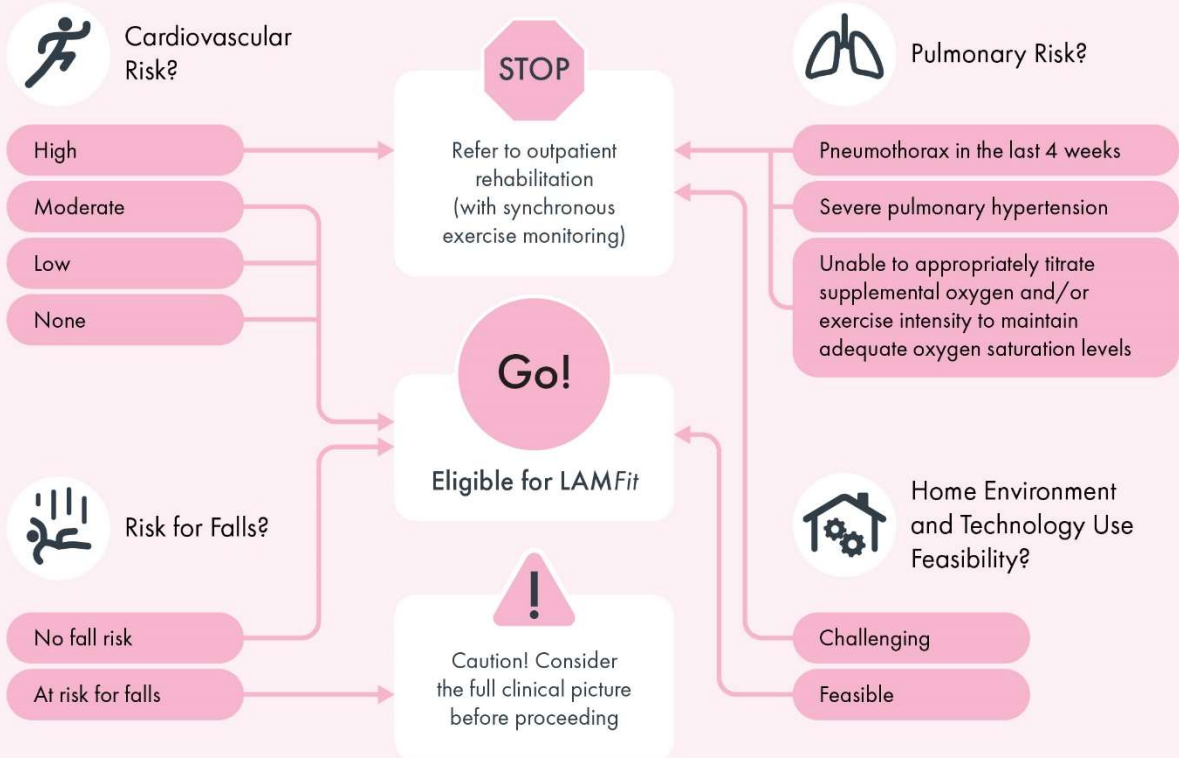 Cardiovascular
Risk?
High
Moderate
Low
None
STOP
Refer to outpatient
rehabilitation
(with synchronous
exercise monitoring)
Pulmonary Risk?
Pneumothorax in the last 4 weeks
Severe pulmonary hypertension
Unable to appropriately titrate
supplemental oxygen and/or
exercise intensity to maintain
adequate oxygen saturation levels
Go!
Eligible for LAMFit
Risk for Falls?
No fall risk
At risk for falls
!
Caution! Consider
the full clinical picture
before proceeding
Home Environment
and Technology Use
Feasibility?
Challenging
Feasible